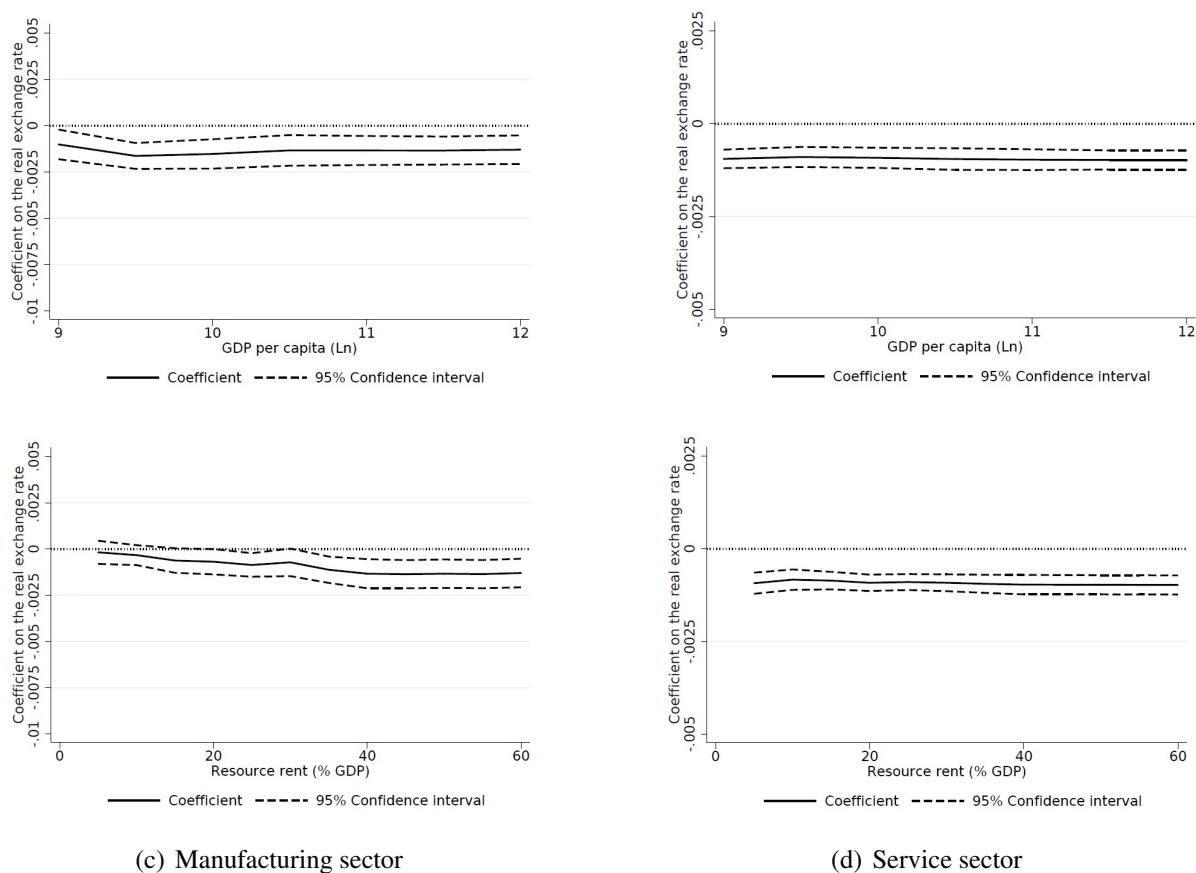 Coefficient on the real exchange rate
-.01 -.0075 -.005 -.0025 0 .0025 .005
9 10 11 12
GDP per capita (Ln)
Coefficient 95% Confidence interval
Coefficient on the real exchange rate
-.005 -.0025 0 .0025
9 10 11 12
GDP per capita (Ln)
Coefficient 95% Confidence interval
Coefficient on the real exchange rate
-.01 -.0075 -.005 -.0025 0 .0025 .005
0 20 40 60
Resource rent (% GDP)
Coefficient 95% Confidence interval
Coefficient on the real exchange rate
-.005 -.0025 0 .0025
0 20 40 60
Resource rent (% GDP)
Coefficient 95% Confidence interval
(c) Manufacturing sector
(d) Service sector